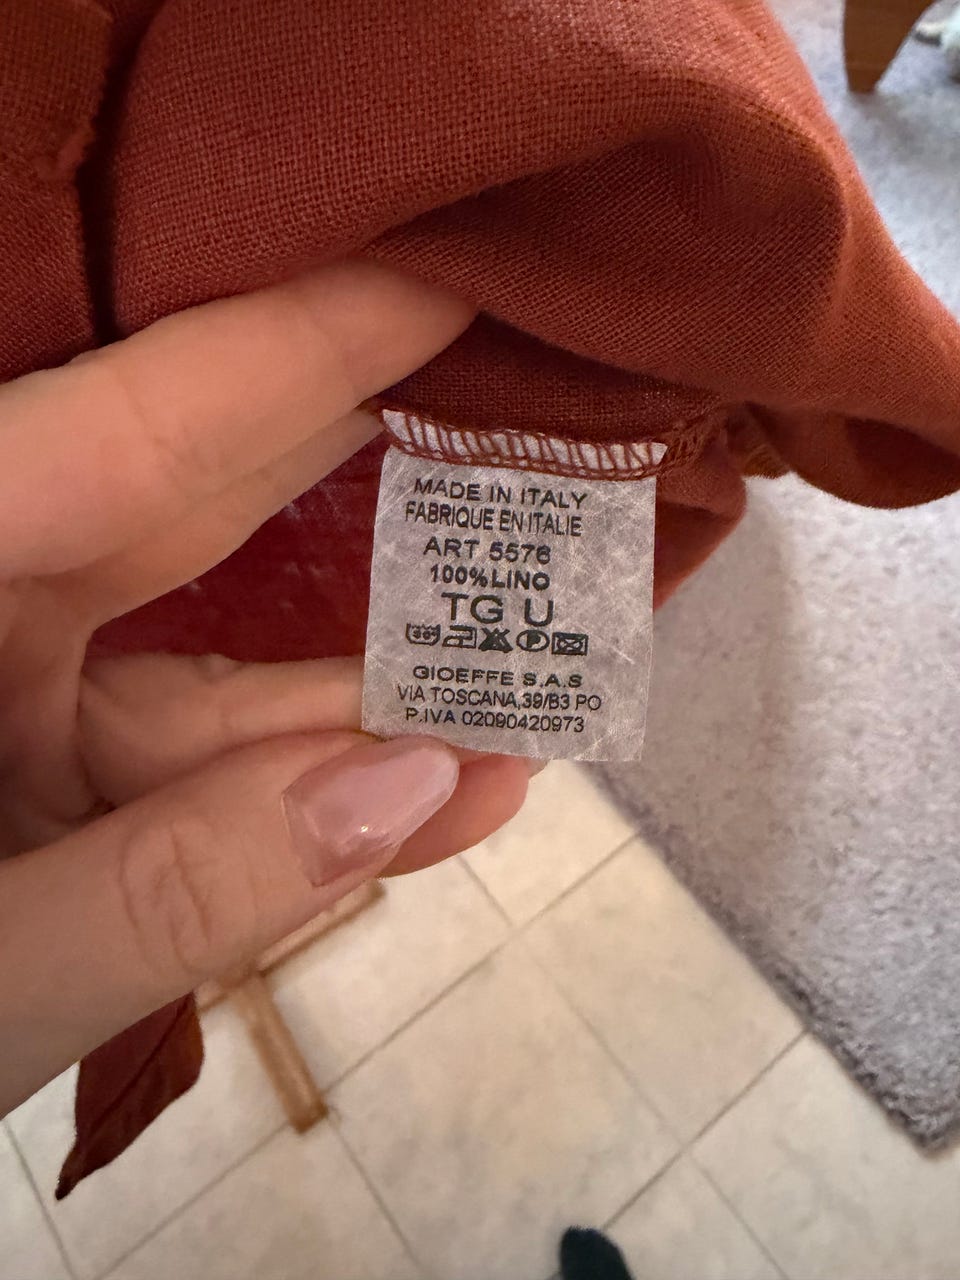 MADE IN ITALY
FABRIQUE EN ITALIE
ART 5576
100%LINO
TG U
GIOEFFE S.A.S
VIA TOSCANA,39/B3 PO
P.IVA 02090420973